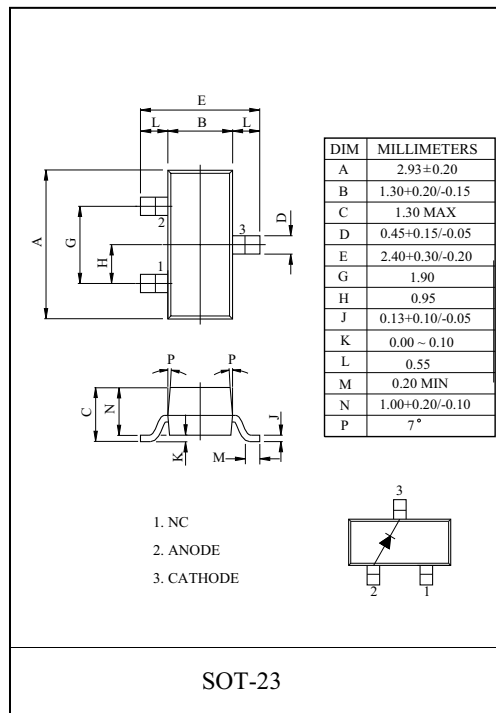 E
L B L
A
G
H
D
2
3
1
DIM MILLIMETERS
A 2.93±0.20
B 1.30+0.20/-0.15
C 1.30 MAX
D 0.45+0.15/-0.05
E 2.40+0.30/-0.20
G 1.90
H 0.95
J 0.13+0.10/-0.05
K 0.00 ~ 0.10
L 0.55
M 0.20 MIN
N 1.00+0.20/-0.10
P 7°
P P
C
N
J
K
M
1. NC
2. ANODE
3. CATHODE
3
2 1
SOT-23